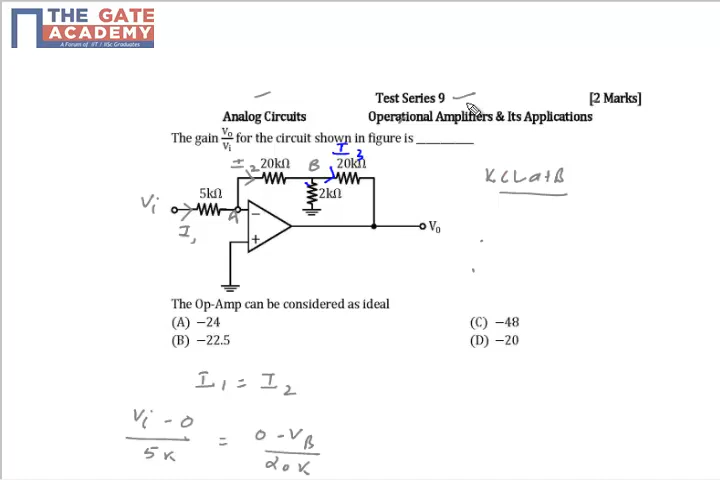 THE GATE
ACADEMY
A Forum of IIT / IISc Graduates
Test Series 9 [2 Marks]
Analog Circuits Operational Amplifiers & Its Applications
The gain V₀/Vᵢ for the circuit shown in figure is ________
I₂ 20kΩ B I₃ 20kΩ
KCL at B
5kΩ 2kΩ
Vi
A −
I₁
+
V₀
The Op-Amp can be considered as ideal
(A) −24 (C) −48
(B) −22.5 (D) −20
I₁ = I₂
Vi - 0 / 5K = 0 - VB / 20K